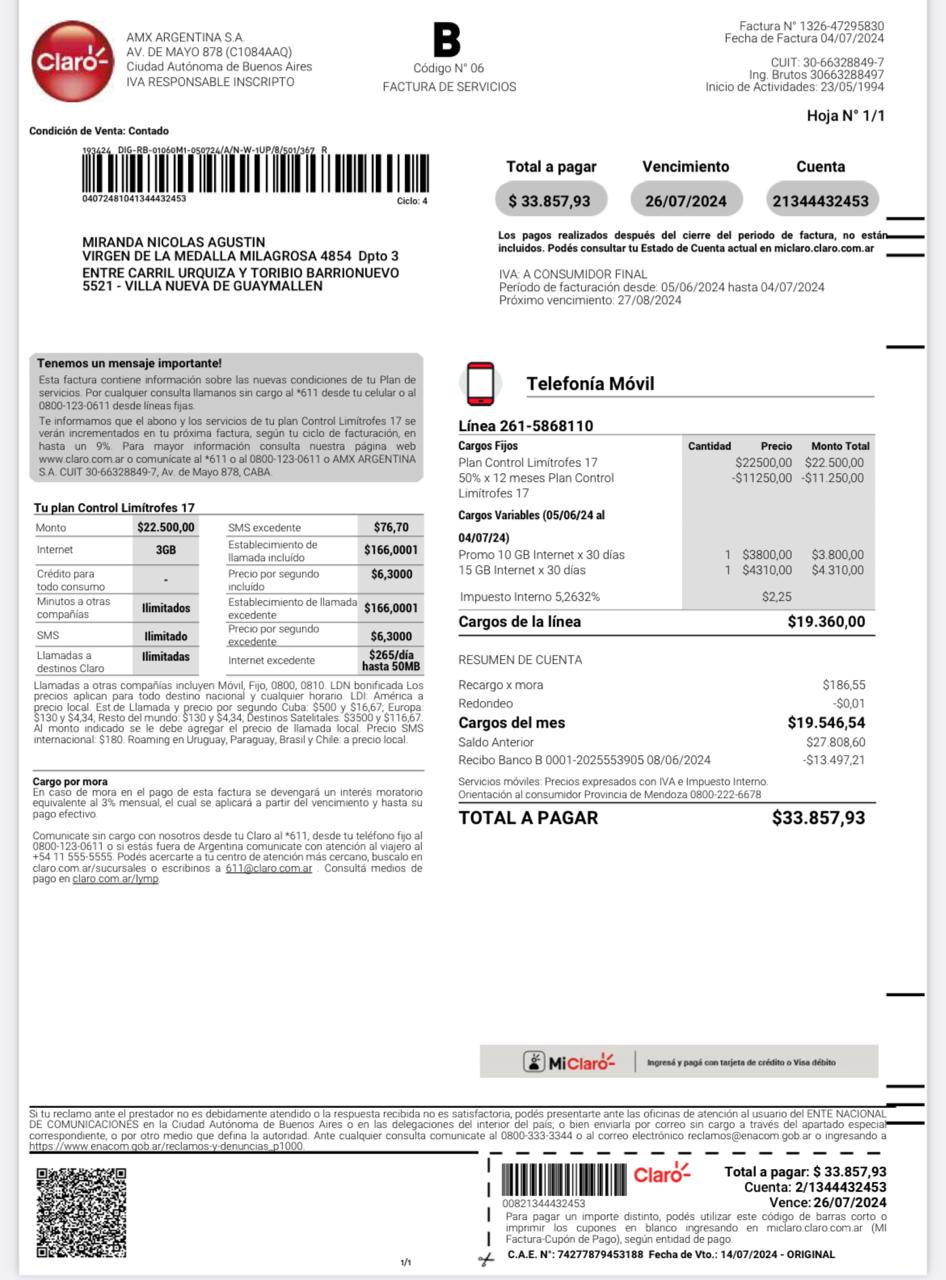 Claro
AMX ARGENTINA S.A.
AV. DE MAYO 878 (C1084AAQ)
Ciudad Autónoma de Buenos Aires
IVA RESPONSABLE INSCRIPTO
B
Código N° 06
FACTURA DE SERVICIOS
Factura N° 1326-47295830
Fecha de Factura 04/07/2024
CUIT: 30-66328849-7
Ing. Brutos 30663288497
Inicio de Actividades: 23/05/1994
Hoja N° 1/1
Condición de Venta: Contado
193424 DIG-RB-01060M1-050724/A/N-W-1UP/8/501/367 R
04072481041344432453
Ciclo: 4
Total a pagar Vencimiento Cuenta
$ 33.857,93 26/07/2024 21344432453
Los pagos realizados después del cierre del periodo de factura, no están
incluidos. Podés consultar tu Estado de Cuenta actual en miclaro.claro.com.ar
MIRANDA NICOLAS AGUSTIN
VIRGEN DE LA MEDALLA MILAGROSA 4854 Dpto 3
ENTRE CARRIL URQUIZA Y TORIBIO BARRIONUEVO
5521 - VILLA NUEVA DE GUAYMALLEN
IVA: A CONSUMIDOR FINAL
Período de facturación desde: 05/06/2024 hasta 04/07/2024
Próximo vencimiento: 27/08/2024
Tenemos un mensaje importante!
Esta factura contiene información sobre las nuevas condiciones de tu Plan de
servicios. Por cualquier consulta llamanos sin cargo al *611 desde tu celular o al
0800-123-0611 desde líneas fijas.
Te informamos que el abono y los servicios de tu plan Control Limítrofes 17 se
verán incrementados en tu próxima factura, según tu ciclo de facturación, en
hasta un 9%. Para mayor información consulta nuestra página web
www.claro.com.ar o comunícate al *611 o al 0800-123-0611 o AMX ARGENTINA
S.A. CUIT 30-66328849-7, Av. de Mayo 878, CABA.
Tu plan Control Limítrofes 17
Monto $22.500,00 SMS excedente $76,70
Internet 3GB Establecimiento de
llamada incluído $166,0001
Crédito para
todo consumo - Precio por segundo
incluído $6,3000
Minutos a otras
compañías Ilimitados Establecimiento de llamada
excedente $166,0001
SMS Ilimitado Precio por segundo
excedente $6,3000
Llamadas a
destinos Claro Ilimitadas Internet excedente $265/día
hasta 50MB
Llamadas a otras compañías incluyen Móvil, Fijo, 0800, 0810. LDN bonificada Los
precios aplican para todo destino nacional y cualquier horario. LDI: América a
precio local. Est.de Llamada y precio por segundo Cuba: $500 y $16,67; Europa:
$130 y $4,34; Resto del mundo: $130 y $4,34; Destinos Satelitales: $3500 y $116,67.
Al monto indicado se le debe agregar el precio de llamada local. Precio SMS
internacional: $180. Roaming en Uruguay, Paraguay, Brasil y Chile: a precio local.
Cargo por mora
En caso de mora en el pago de esta factura se devengará un interés moratorio
equivalente al 3% mensual, el cual se aplicará a partir del vencimiento y hasta su
pago efectivo.
Comunicate sin cargo con nosotros desde tu Claro al *611, desde tu teléfono fijo al
0800-123-0611 o si estás fuera de Argentina comunicate con atención al viajero al
+54 11 555-5555. Podés acercarte a tu centro de atención más cercano, buscalo en
claro.com.ar/sucursales o escribinos a 611@claro.com.ar . Consultá medios de
pago en claro.com.ar/lymp.
Telefonía Móvil
Línea 261-5868110
Cargos Fijos Cantidad Precio Monto Total
Plan Control Limítrofes 17 $22500,00 $22.500,00
50% x 12 meses Plan Control -$11250,00 -$11.250,00
Limítrofes 17
Cargos Variables (05/06/24 al
04/07/24)
Promo 10 GB Internet x 30 días 1 $3800,00 $3.800,00
15 GB Internet x 30 días 1 $4310,00 $4.310,00
Impuesto Interno 5,2632% $2,25
Cargos de la línea $19.360,00
RESUMEN DE CUENTA
Recargo x mora $186,55
Redondeo -$0,01
Cargos del mes $19.546,54
Saldo Anterior $27.808,60
Recibo Banco B 0001-2025553905 08/06/2024 -$13.497,21
Servicios móviles: Precios expresados con IVA e Impuesto Interno.
Orientación al consumidor Provincia de Mendoza 0800-222-6678
TOTAL A PAGAR $33.857,93
MiClaro Ingresá y pagá con tarjeta de crédito o Visa débito
Si tu reclamo ante el prestador no es debidamente atendido o la respuesta recibida no es satisfactoria, podés presentarte ante las oficinas de atención al usuario del ENTE NACIONAL
DE COMUNICACIONES en la Ciudad Autónoma de Buenos Aires o en las delegaciones del interior del país; o bien enviarla por correo sin cargo a través del apartado especial
correspondiente, o por otro medio que defina la autoridad. Ante cualquier consulta comunicate al 0800-333-3344 o al correo electrónico reclamos@enacom.gob.ar o ingresando a
https://www.enacom.gob.ar/reclamos-y-denuncias_p1000.
Claro
00821344432453
Total a pagar: $ 33.857,93
Cuenta: 2/1344432453
Vence: 26/07/2024
Para pagar un importe distinto, podés utilizar este código de barras corto o
imprimir los cupones en blanco ingresando en miclaro.claro.com.ar (MI
Factura-Cupón de Pago), según entidad de pago.
C.A.E. N°: 74277879453188 Fecha de Vto.: 14/07/2024 - ORIGINAL
1/1